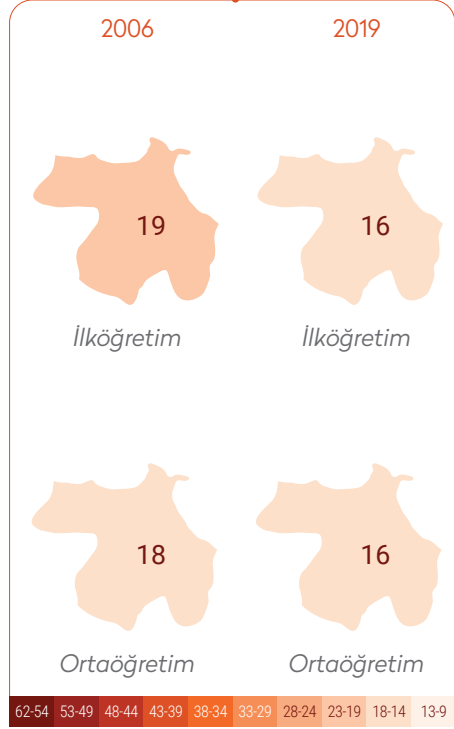 2006 2019
19 16
İlköğretim İlköğretim
18 16
Ortaöğretim Ortaöğretim
62-54 53-49 48-44 43-39 38-34 33-29 28-24 23-19 18-14 13-9